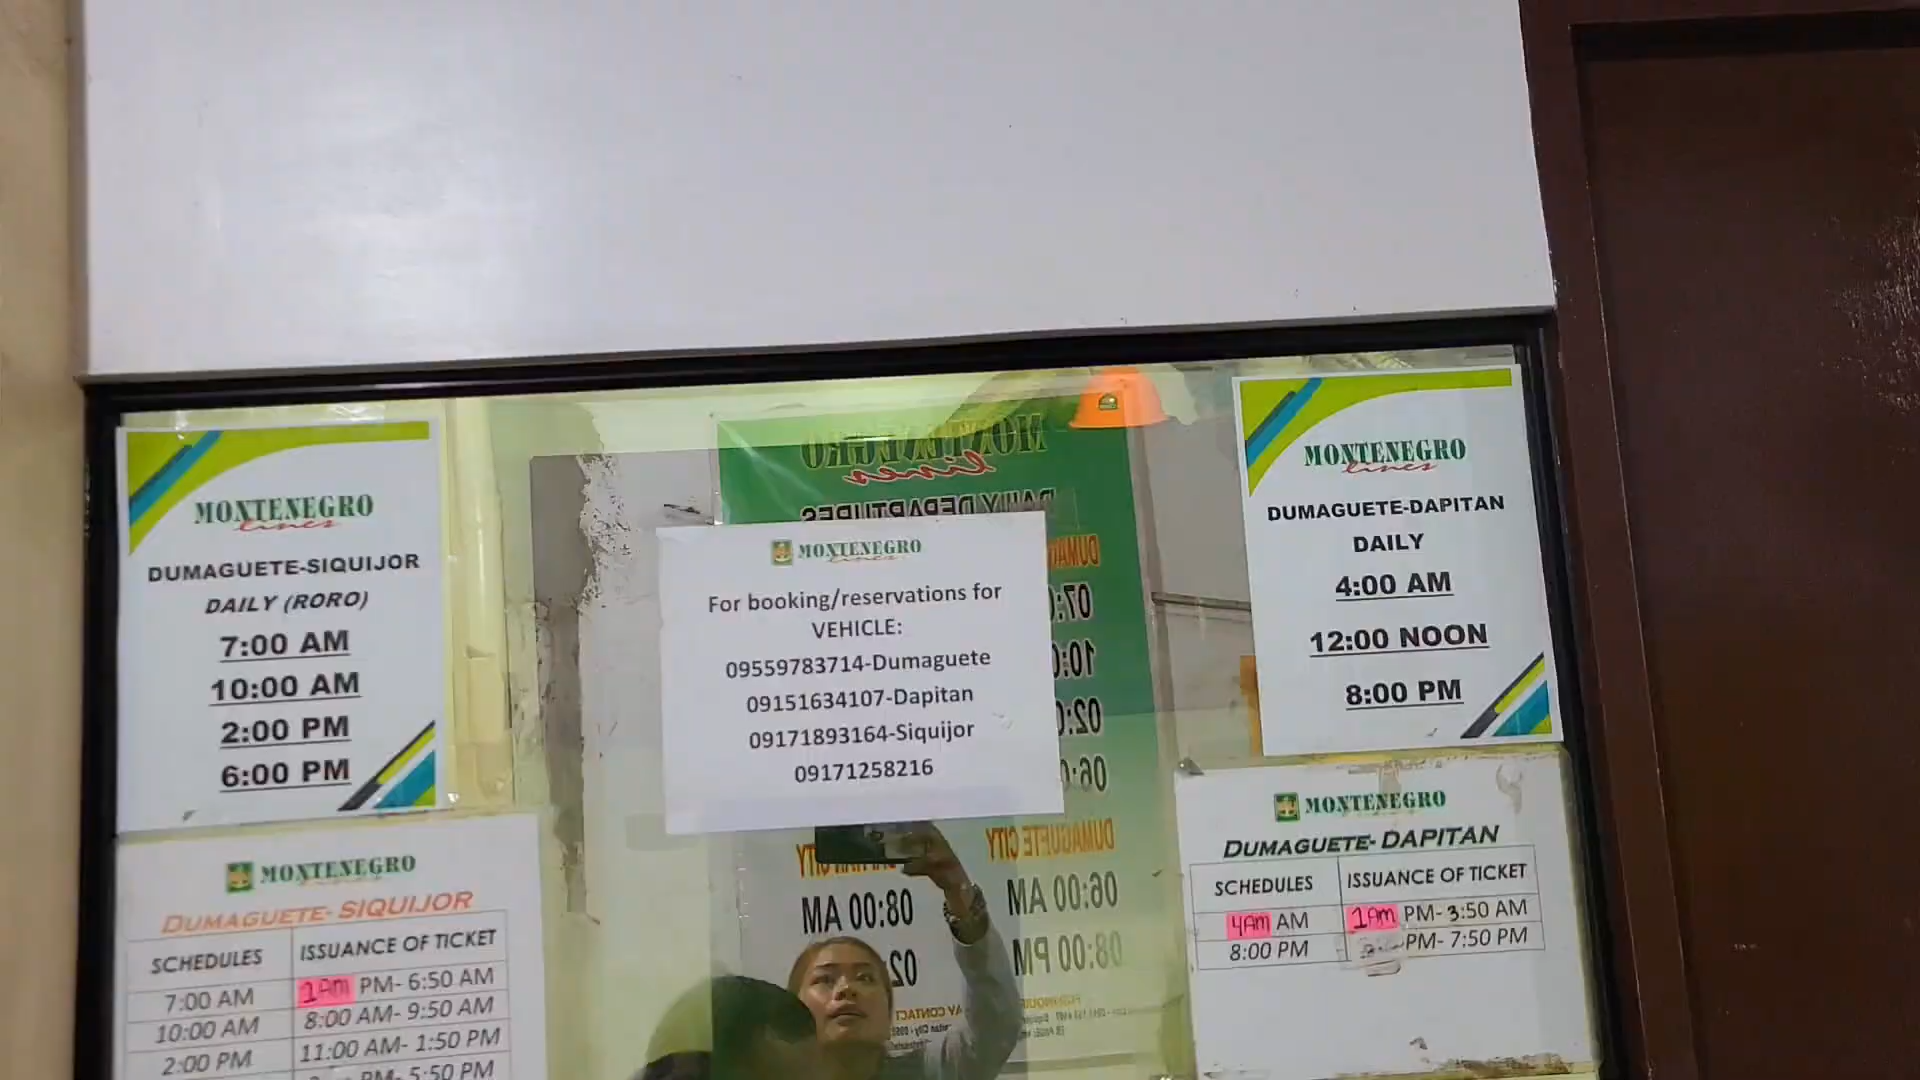 MONTENEGRO
lines
DUMAGUETE-SIQUIJOR
DAILY (RORO)
7:00 AM
10:00 AM
2:00 PM
6:00 PM
MONTENEGRO
DUMAGUETE- SIQUIJOR
SCHEDULES ISSUANCE OF TICKET
7:00 AM 1Am PM- 6:50 AM
10:00 AM 8:00 AM- 9:50 AM
2:00 PM 11:00 AM- 1:50 PM
PM- 5:50 PM
MONTENEGRO
lines
DAILY DEPARTURES
MONTENEGRO
lines
For booking/reservations for
VEHICLE:
09559783714-Dumaguete
09151634107-Dapitan
09171893164-Siquijor
09171258216
DUMAGUETE CITY
08:00 AM 06:00 AM
08:00 PM
MONTENEGRO
lines
DUMAGUETE-DAPITAN
DAILY
4:00 AM
12:00 NOON
8:00 PM
MONTENEGRO
DUMAGUETE- DAPITAN
SCHEDULES ISSUANCE OF TICKET
4Am AM 1Am PM- 3:50 AM
8:00 PM PM- 7:50 PM